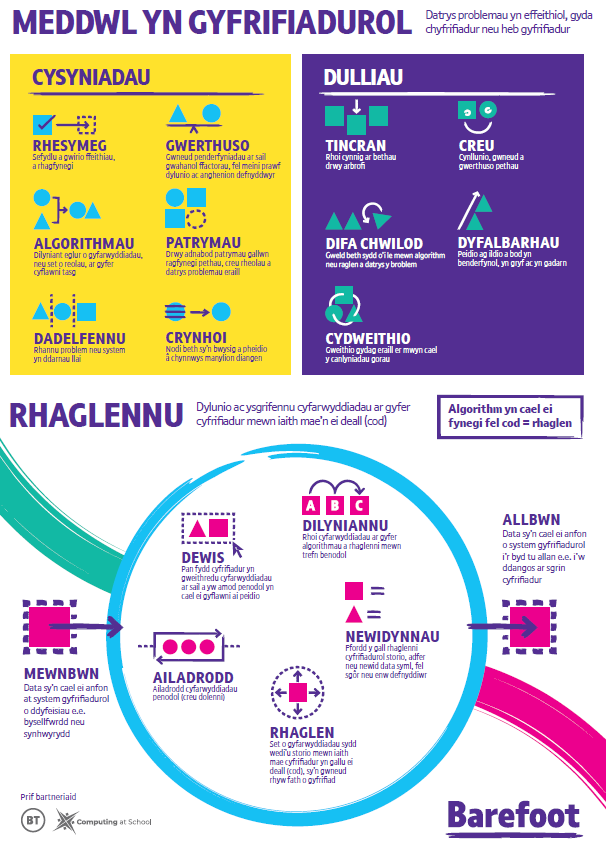 MEDDWL YN GYFRIFIADUROL
Datrys problemau yn effeithiol, gyda
chyfrifiadur neu heb gyfrifiadur
CYSYNIADAU
RHESYMEG
Sefydlu a gwirio ffeithiau,
a rhagfynegi
GWERTHUSO
Gwneud penderfyniadau ar sail
gwahanol ffactorau, fel meini prawf
dylunio ac anghenion defnyddwyr
ALGORITHMAU
Dilyniant eglur o gyfarwyddiadau,
neu set o reolau, ar gyfer
cyflawni tasg
PATRYMAU
Drwy adnabod patrymau gallwn
ragfynegi pethau, creu rheolau a
datrys problemau eraill
DADELFENNU
Rhannu problem neu system
yn ddarnau llai
CRYNHOI
Nodi beth sy'n bwysig a pheidio
â chynnwys manylion diangen
DULLIAU
TINCRAN
Rhoi cynnig ar bethau
drwy arbrofi
CREU
Cynllunio, gwneud a
gwerthuso pethau
DIFA CHWILOD
Gweld beth sydd o'i le mewn algorithm
neu raglen a datrys y broblem
DYFALBARHAU
Peidio ag ildio a bod yn
benderfynol, yn gryf ac yn gadarn
CYDWEITHIO
Gweithio gydag eraill er mwyn cael
y canlyniadau gorau
RHAGLENNU
Dylunio ac ysgrifennu cyfarwyddiadau ar gyfer
cyfrifiadur mewn iaith mae'n ei deall (cod)
Algorithm yn cael ei
fynegi fel cod = rhaglen
A B C
DILYNIANNU
Rhoi cyfarwyddiadau ar gyfer
algorithmau a rhaglenni mewn
trefn benodol
DEWIS
Pan fydd cyfrifiadur yn
gweithredu cyfarwyddiadau
ar sail a yw amod penodol yn
cael ei gyflawni ai peidio
ALLBWN
Data sy'n cael ei anfon
o system gyfrifiadurol
i'r byd tu allan e.e. i'w
ddangos ar sgrin
cyfrifiadur
NEWIDYNNAU
Ffordd y gall rhaglenni
cyfrifiadurol storio, adfer
neu newid data syml, fel
sgôr neu enw defnyddiwr
MEWNBWN
Data sy'n cael ei anfon
at system gyfrifiadurol
o ddyfeisiau e.e.
bysellfwrdd neu
synhwyrydd
AILADRODD
Ailadrodd cyfarwyddiadau
penodol (creu dolenni)
RHAGLEN
Set o gyfarwyddiadau sydd
wedi'u storio mewn iaith
mae cyfrifiadur yn gallu ei
deall (cod), sy'n gwneud
rhyw fath o gyfrifiad
Prif bartneriaid
BT
Computing at School
Barefoot